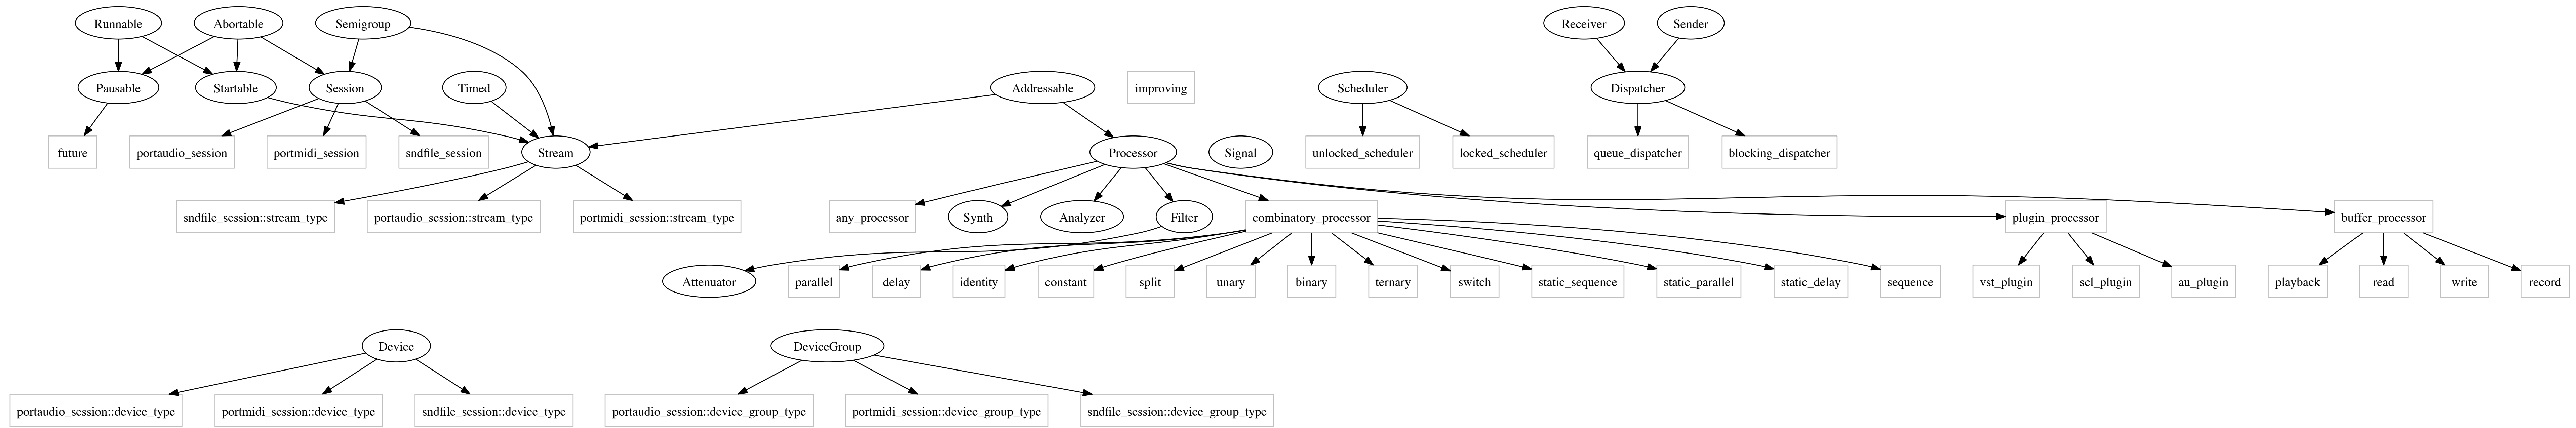 Runnable
Abortable
Semigroup
Receiver
Sender
Pausable
Startable
Session
Timed
Addressable
improving
Scheduler
Dispatcher
future
portaudio_session
portmidi_session
sndfile_session
Stream
Processor
Signal
unlocked_scheduler
locked_scheduler
queue_dispatcher
blocking_dispatcher
sndfile_session::stream_type
portaudio_session::stream_type
portmidi_session::stream_type
any_processor
Synth
Analyzer
Filter
combinatory_processor
plugin_processor
buffer_processor
Attenuator
parallel
delay
identity
constant
split
unary
binary
ternary
switch
static_sequence
static_parallel
static_delay
sequence
vst_plugin
scl_plugin
au_plugin
playback
read
write
record
Device
DeviceGroup
portaudio_session::device_type
portmidi_session::device_type
sndfile_session::device_type
portaudio_session::device_group_type
portmidi_session::device_group_type
sndfile_session::device_group_type